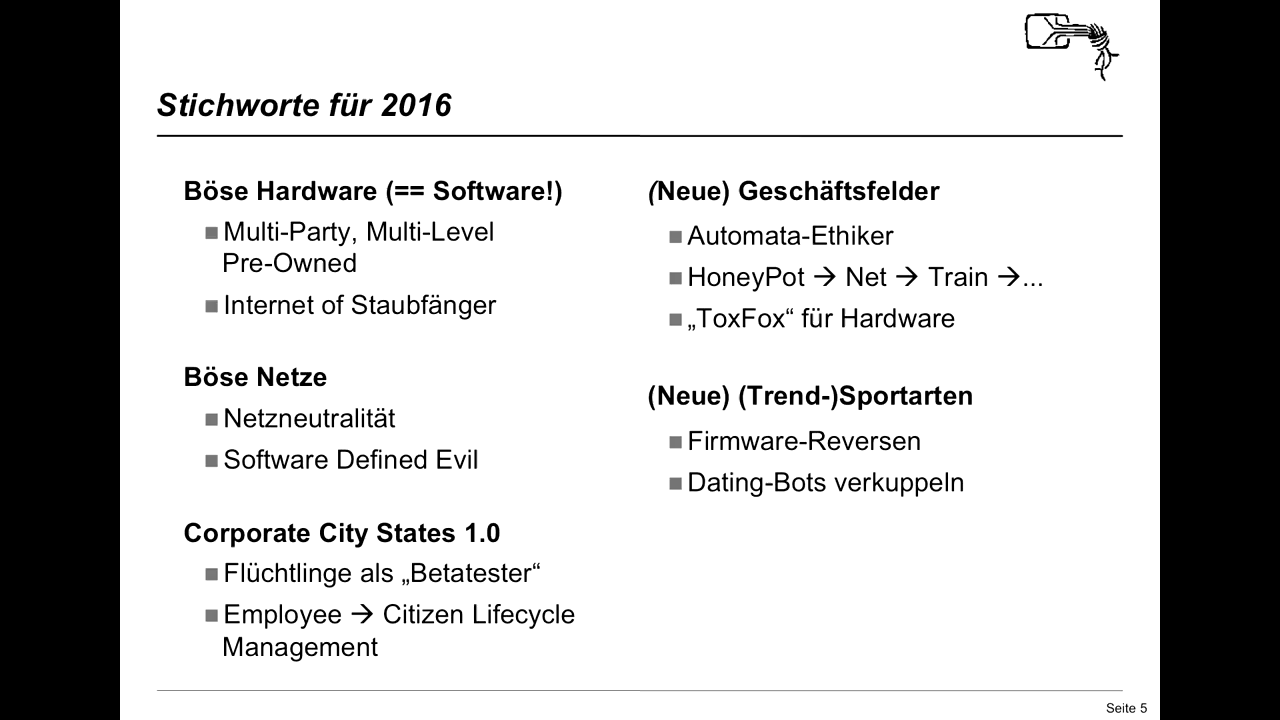 Stichworte für 2016
Böse Hardware (== Software!)
■ Multi-Party, Multi-Level
Pre-Owned
■ Internet of Staubfänger
Böse Netze
■ Netzneutralität
■ Software Defined Evil
Corporate City States 1.0
■ Flüchtlinge als „Betatester“
■ Employee → Citizen Lifecycle
Management
(Neue) Geschäftsfelder
■ Automata-Ethiker
■ HoneyPot → Net → Train →...
■ „ToxFox“ für Hardware
(Neue) (Trend-)Sportarten
■ Firmware-Reversen
■ Dating-Bots verkuppeln
Seite 5